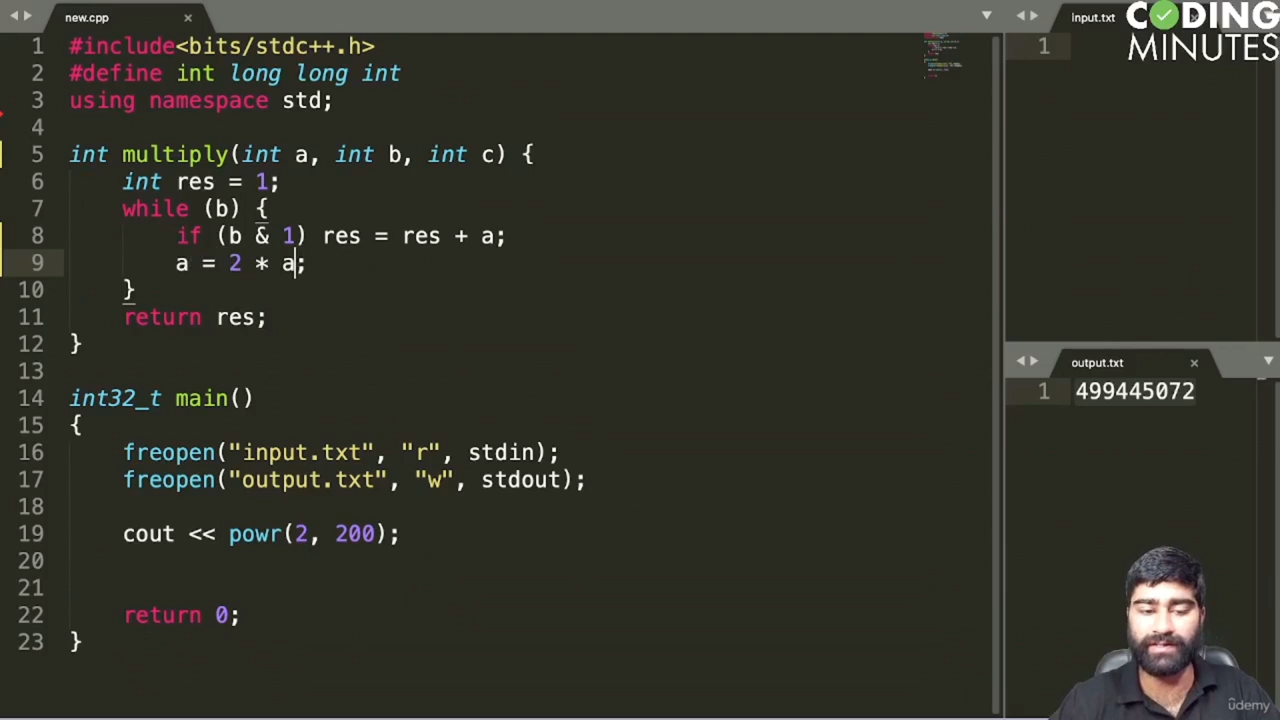 new.cpp
1 #include<bits/stdc++.h>
2 #define int long long int
3 using namespace std;
4
5 int multiply(int a, int b, int c) {
6 int res = 1;
7 while (b) {
8 if (b & 1) res = res + a;
9 a = 2 * a;
10 }
11 return res;
12 }
13
14 int32_t main()
15 {
16 freopen("input.txt", "r", stdin);
17 freopen("output.txt", "w", stdout);
18
19 cout << powr(2, 200);
20
21
22 return 0;
23 }
input.txt
1
CODING
MINUTES
output.txt
1 499445072
ûdemy